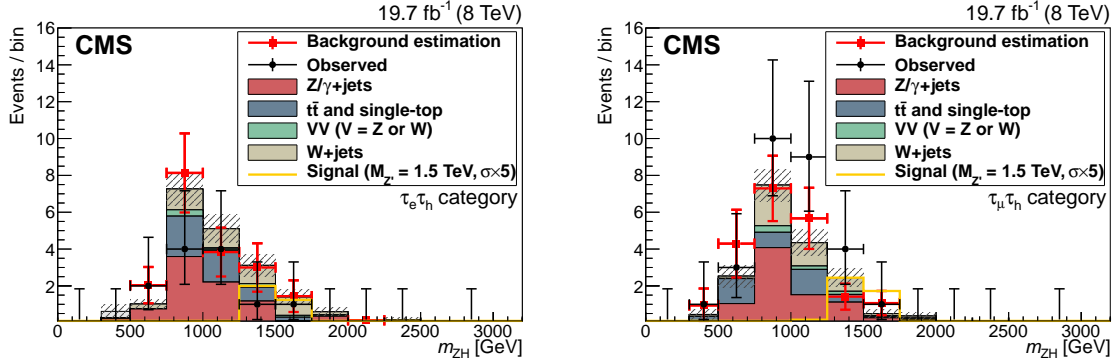 19.7 fb⁻¹ (8 TeV)
CMS
Events / bin
16
14
12
10
8
6
4
2
Background estimation
Observed
Z/γ+jets
tt̄ and single-top
VV (V = Z or W)
W+jets
Signal (M_Z' = 1.5 TeV, σ×5)
τ_eτ_h category
0 500 1000 1500 2000 2500 3000
m_ZH [GeV]
19.7 fb⁻¹ (8 TeV)
CMS
Events / bin
16
14
12
10
8
6
4
2
Background estimation
Observed
Z/γ+jets
tt̄ and single-top
VV (V = Z or W)
W+jets
Signal (M_Z' = 1.5 TeV, σ×5)
τ_μτ_h category
0 500 1000 1500 2000 2500 3000
m_ZH [GeV]